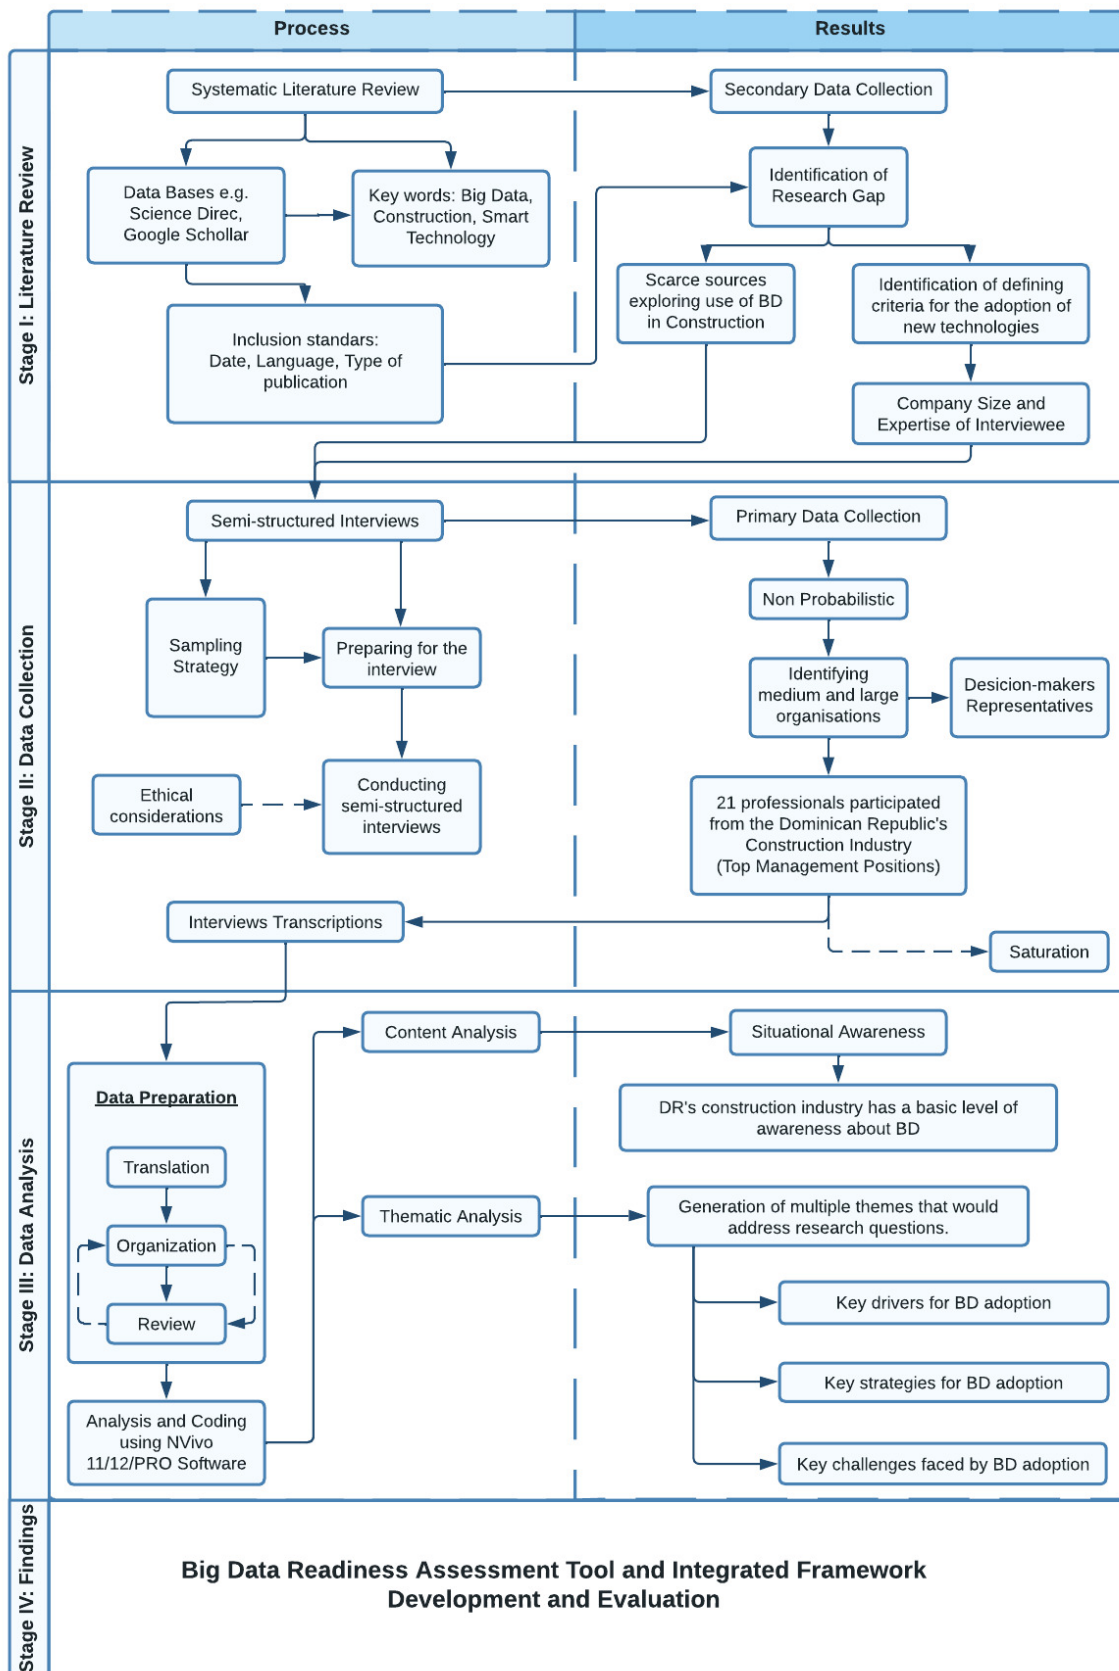 Process
Results
Stage I: Literature Review
Systematic Literature Review
Secondary Data Collection
Data Bases e.g.
Science Direc,
Google Schollar
Key words: Big Data,
Construction, Smart
Technology
Identification of
Research Gap
Inclusion standars:
Date, Language, Type of
publication
Scarce sources
exploring use of BD
in Construction
Identification of defining
criteria for the adoption of
new technologies
Company Size and
Expertise of Interviewee
Stage II: Data Collection
Semi-structured Interviews
Primary Data Collection
Sampling
Strategy
Preparing for the
interview
Ethical
considerations
Conducting
semi-structured
interviews
Non Probabilistic
Identifying
medium and large
organisations
Desicion-makers
Representatives
21 professionals participated
from the Dominican Republic's
Construction Industry
(Top Management Positions)
Interviews Transcriptions
Saturation
Stage III: Data Analysis
Data Preparation
Translation
Organization
Review
Analysis and Coding
using NVivo
11/12/PRO Software
Content Analysis
Situational Awareness
DR's construction industry has a basic level of
awareness about BD
Thematic Analysis
Generation of multiple themes that would
address research questions.
Key drivers for BD adoption
Key strategies for BD adoption
Key challenges faced by BD adoption
Stage IV: Findings
Big Data Readiness Assessment Tool and Integrated Framework
Development and Evaluation